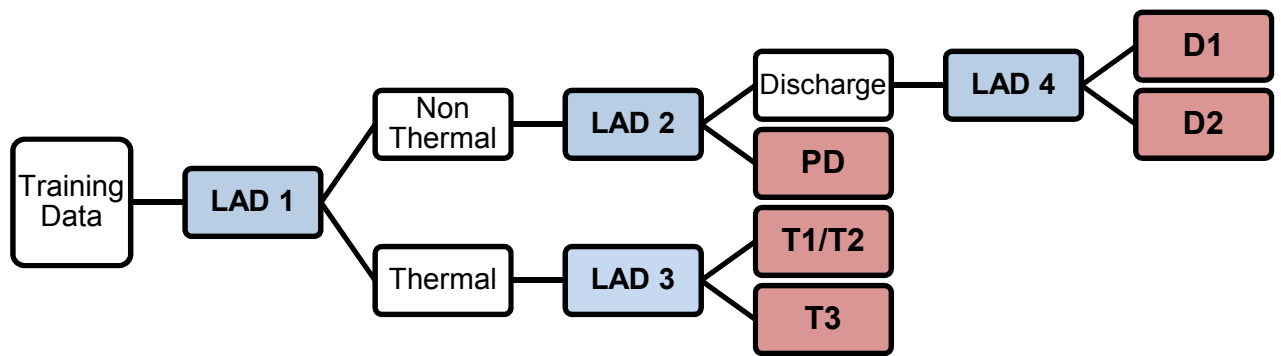 Training
Data
LAD 1
Non
Thermal
Thermal
LAD 2
LAD 3
Discharge
PD
T1/T2
T3
LAD 4
D1
D2